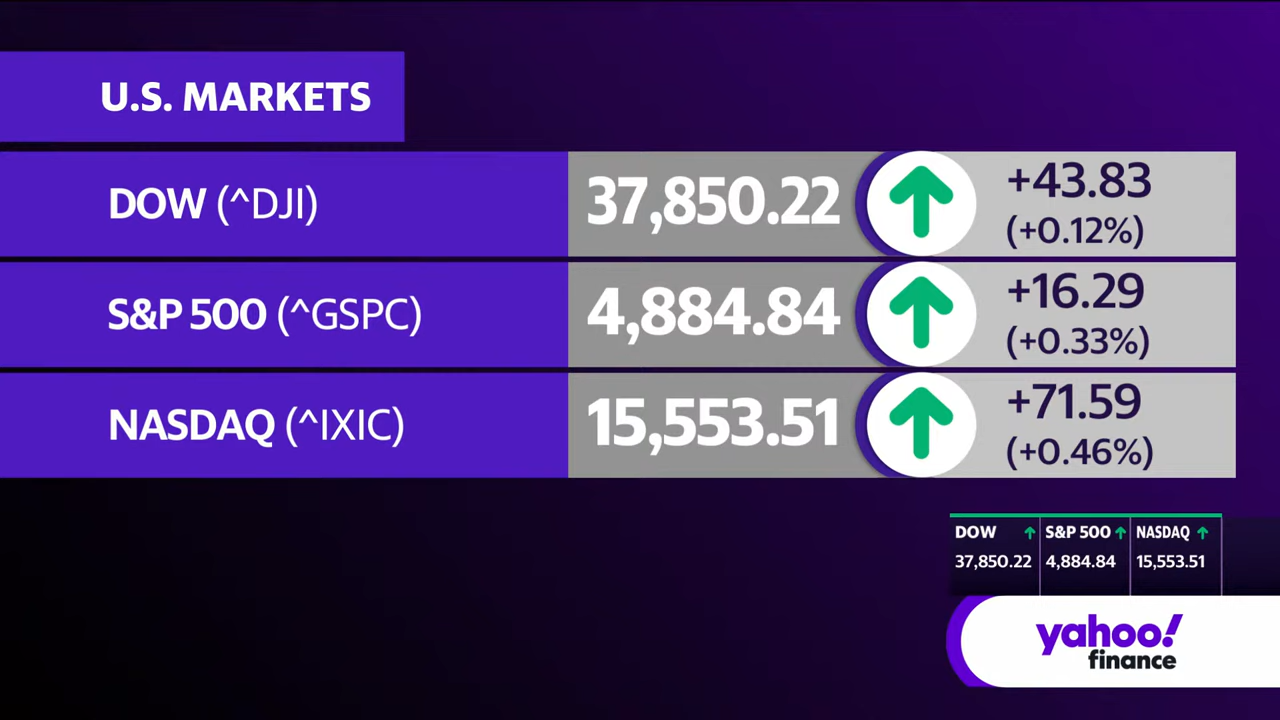 U.S. MARKETS
DOW (^DJI) 37,850.22 +43.83
(+0.12%)
S&P 500 (^GSPC) 4,884.84 +16.29
(+0.33%)
NASDAQ (^IXIC) 15,553.51 +71.59
(+0.46%)
DOW S&P 500 NASDAQ
37,850.22 4,884.84 15,553.51
yahoo!
finance